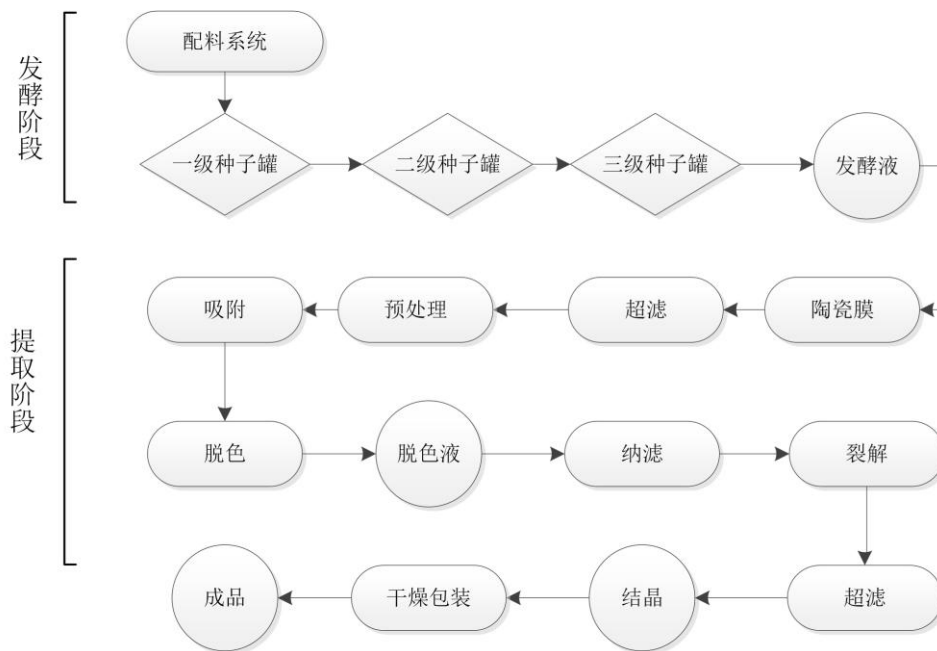 发酵阶段
配料系统
一级种子罐
二级种子罐
三级种子罐
发酵液
提取阶段
吸附
预处理
超滤
陶瓷膜
脱色
脱色液
纳滤
裂解
成品
干燥包装
结晶
超滤